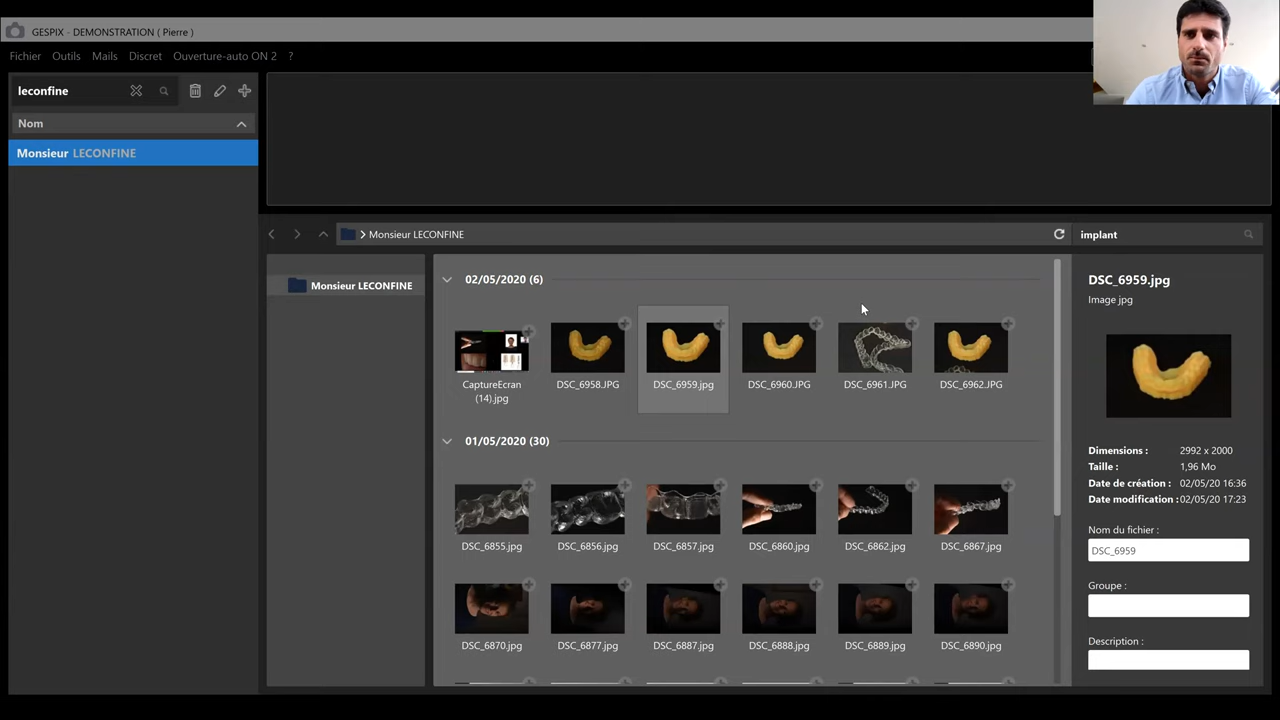 GESPIX - DEMONSTRATION ( Pierre )
Fichier Outils Mails Discret Ouverture-auto ON 2 ?
leconfine
Nom
Monsieur LECONFINE
Monsieur LECONFINE
implant
Monsieur LECONFINE
02/05/2020 (6)
CaptureEcran (14).jpg
DSC_6958.JPG
DSC_6959.jpg
DSC_6960.JPG
DSC_6961.JPG
DSC_6962.JPG
01/05/2020 (30)
DSC_6855.jpg
DSC_6856.jpg
DSC_6857.jpg
DSC_6860.jpg
DSC_6862.jpg
DSC_6867.jpg
DSC_6870.jpg
DSC_6877.jpg
DSC_6887.jpg
DSC_6888.jpg
DSC_6889.jpg
DSC_6890.jpg
DSC_6959.jpg
Image jpg
Dimensions : 2992 x 2000
Taille : 1,96 Mo
Date de création : 02/05/20 16:36
Date modification : 02/05/20 17:23
Nom du fichier :
DSC_6959
Groupe :
Description :